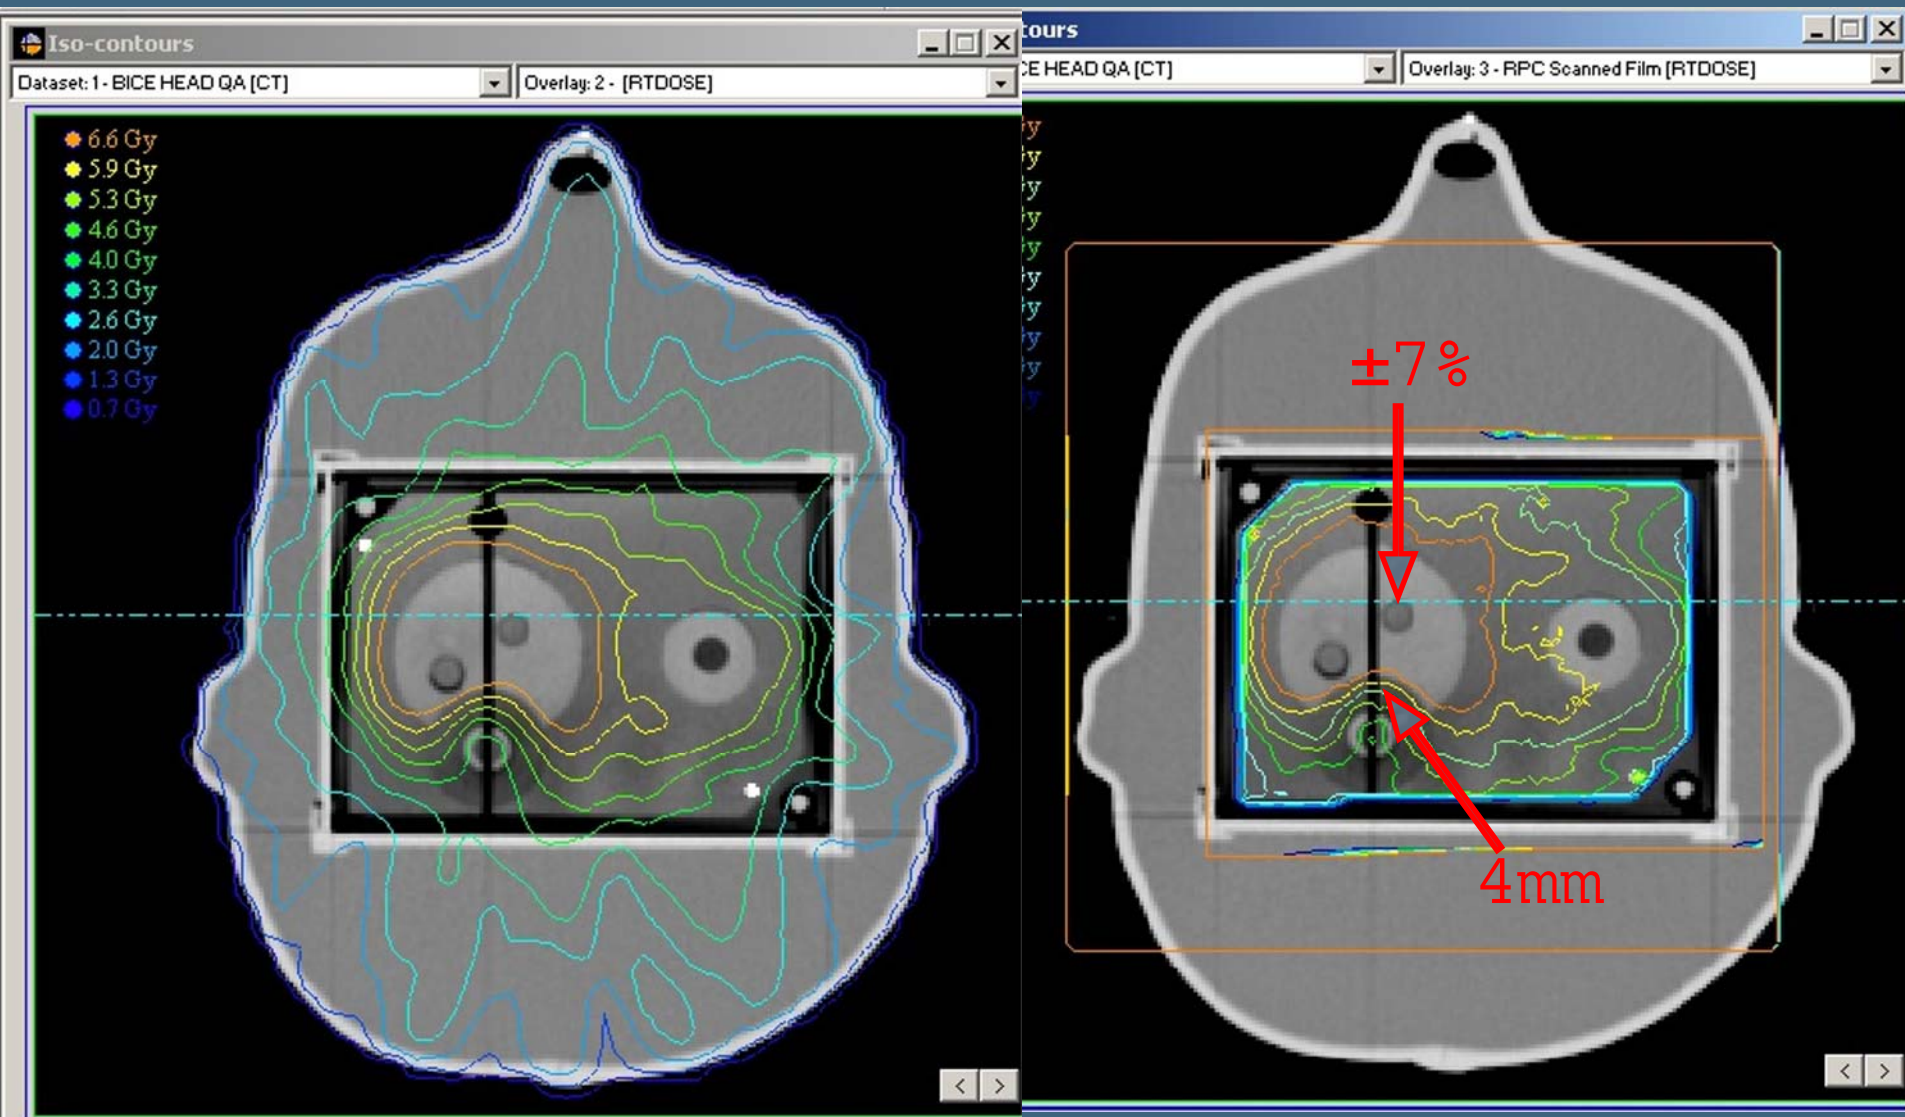 Iso-contours
Dataset: 1 - BICE HEAD QA [CT]
Overlay: 2 - [RTDOSE]
6.6 Gy
5.9 Gy
5.3 Gy
4.6 Gy
4.0 Gy
3.3 Gy
2.6 Gy
2.0 Gy
1.3 Gy
0.7 Gy
tours
CE HEAD QA [CT]
Overlay: 3 - RPC Scanned Film [RTDOSE]
y
y
y
y
y
y
y
y
y
y
±7%
4mm